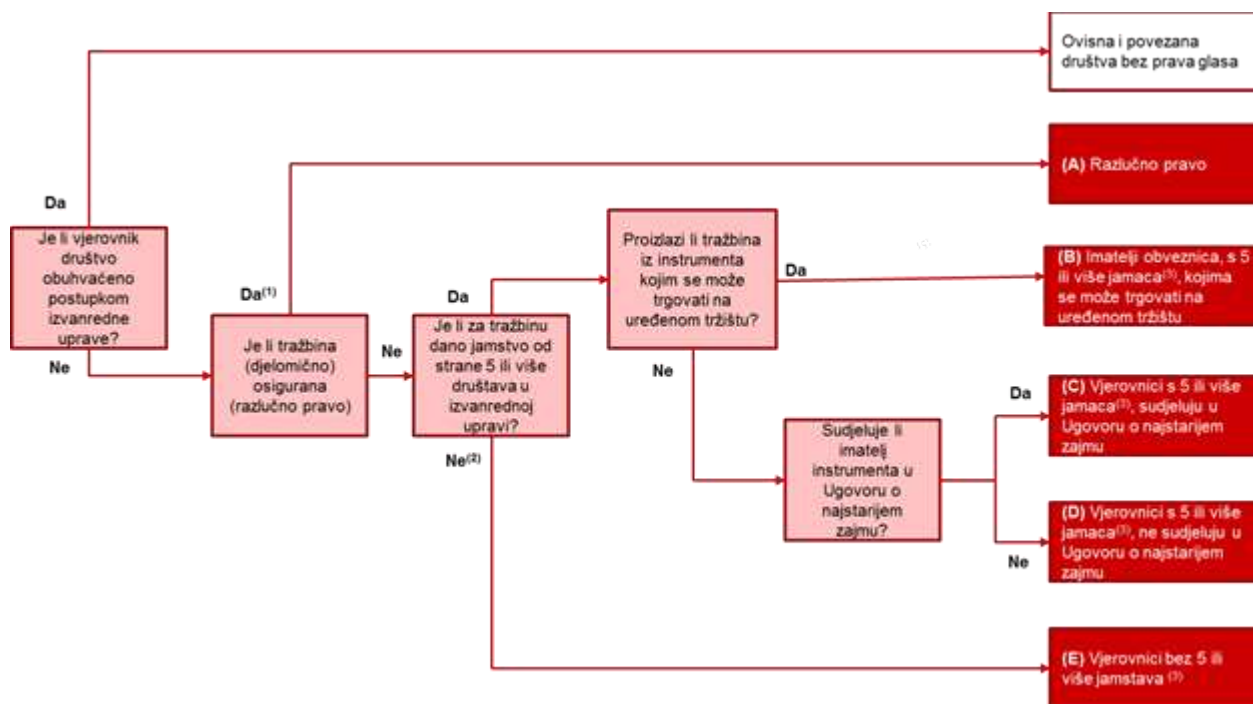 Ovisna i povezana
društva bez prava glasa
(A) Razlučno pravo
Da
Je li vjerovnik
društvo
obuhvaćeno
postupkom
izvanredne
uprave?
Ne
Da(1)
Je li tražbina
(djelomično)
osigurana
(razlučno pravo)
Ne
Da
Je li za tražbinu
dano jamstvo od
strane 5 ili više
društava u
izvanrednoj
upravi?
Ne(2)
Proizlazi li tražbina
iz instrumenta
kojim se može
trgovati na
uređenom tržištu?
Da
Ne
(B) Imatelji obveznica, s 5
ili više jamaca(3), kojima
se može trgovati na
uređenom tržištu
Sudjeluje li
imatelj
instrumenta u
Ugovoru o
najstarijem
zajmu?
Da
(C) Vjerovnici s 5 ili više
jamaca(3), sudjeluju u
Ugovoru o najstarijem
zajmu
Ne
(D) Vjerovnici s 5 ili više
jamaca(3), ne sudjeluju u
Ugovoru o najstarijem
zajmu
(E) Vjerovnici bez 5 ili
više jamstava (3)